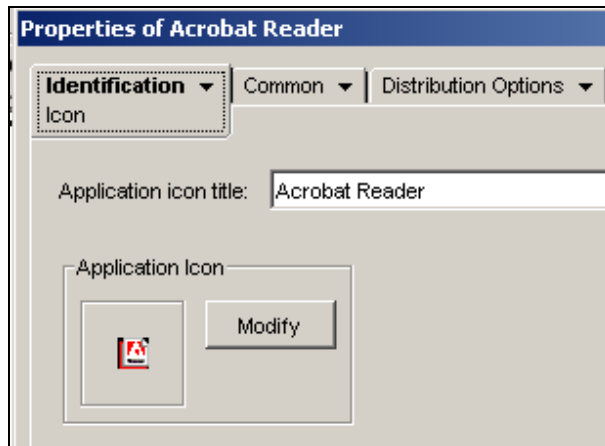 Properties of Acrobat Reader
Identification Common Distribution Options
Icon
Application icon title: Acrobat Reader
Application Icon
Modify